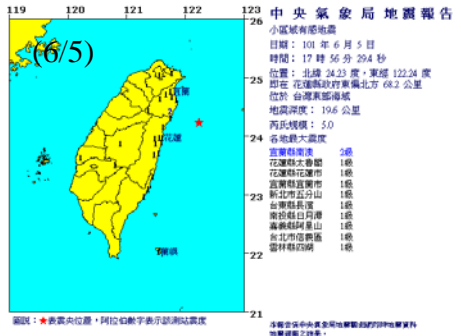 119 120 121 122 123
26
25
24
23
22
21
(6/5)
宜蘭
花蓮
蘭嶼
圖說：★表震央位置，阿拉伯數字表示該測站震度
中央氣象局地震報告
小區域有感地震
日期： 101 年 6 月 5 日
時間： 17 時 56 分 29.4 秒
位置： 北緯 24.23 度，東經 122.24 度
即在 花蓮縣政府東偏北方 68.2 公里
位於 台灣東部海域
地震深度： 19.6 公里
芮氏規模： 5.0
各地最大震度
宜蘭縣南澳 2級
花蓮縣太魯閣 1級
花蓮縣花蓮市 1級
宜蘭縣宜蘭市 1級
新北市五分山 1級
台東縣長濱 1級
南投縣日月潭 1級
嘉義縣阿里山 1級
台北市信義區 1級
雲林縣四湖 1級